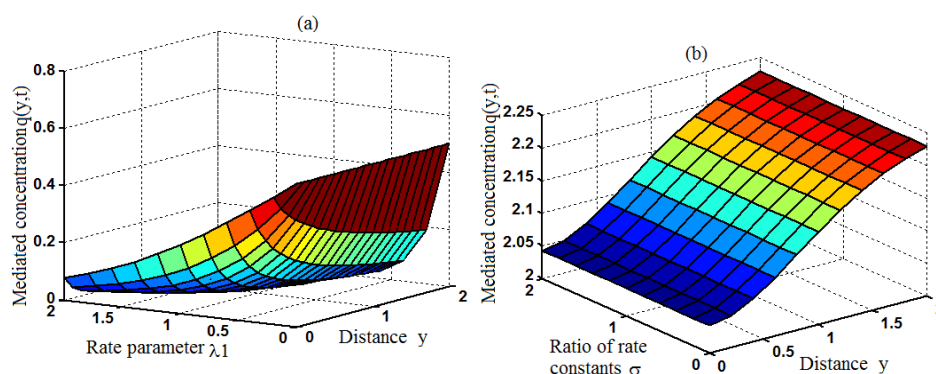 (a)
Mediated concentration q(y,t)
0.8
0.6
0.4
0.2
0
2
1.5
1
0.5
0
Rate parameter λ1
0
1
2
Distance y
(b)
Mediated concentration q(y,t)
2.25
2.2
2.15
2.1
2.05
2
2
1
0
Ratio of rate
constants σ
0
0.5
1
1.5
Distance y